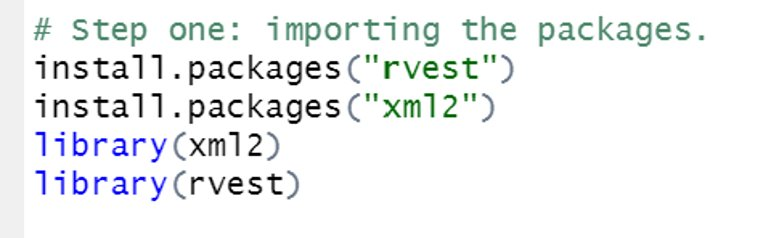 # Step one: importing the packages.
install.packages("rvest")
install.packages("xml2")
library(xml2)
library(rvest)